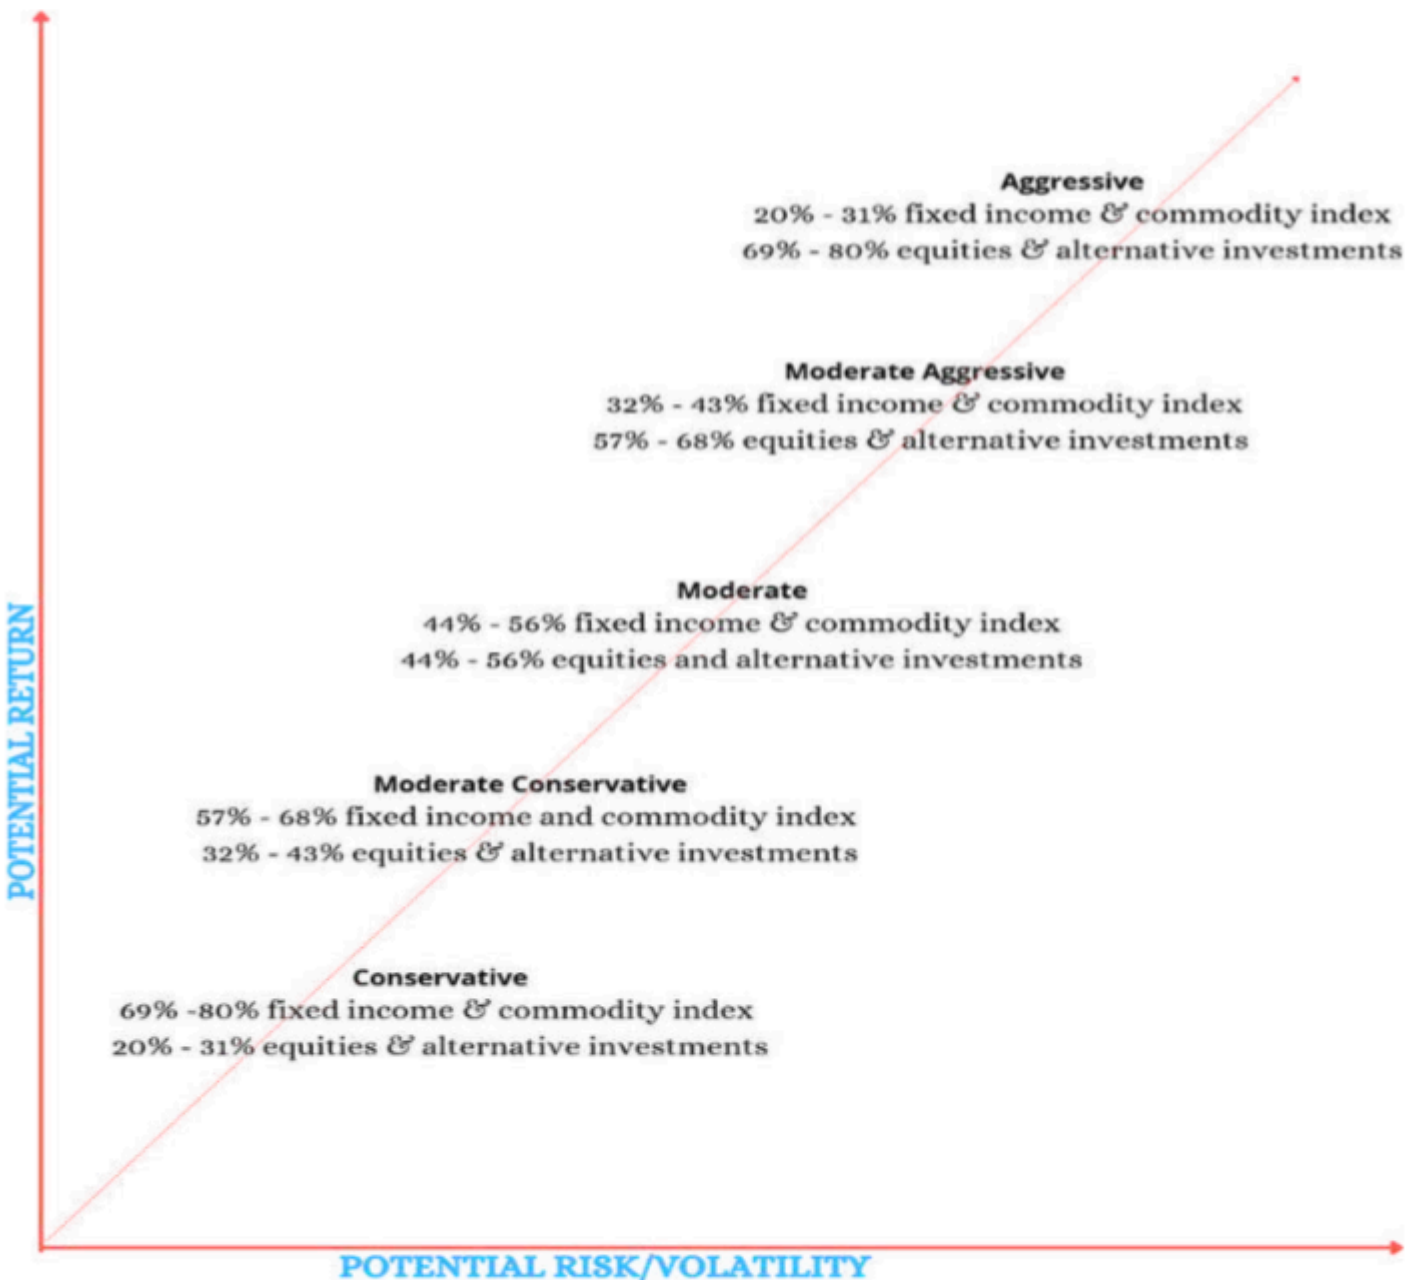 Aggressive
20% - 31% fixed income & commodity index
69% - 80% equities & alternative investments
Moderate Aggressive
32% - 43% fixed income & commodity index
57% - 68% equities & alternative investments
Moderate
44% - 56% fixed income & commodity index
44% - 56% equities and alternative investments
Moderate Conservative
57% - 68% fixed income and commodity index
32% - 43% equities & alternative investments
Conservative
69% -80% fixed income & commodity index
20% - 31% equities & alternative investments
POTENTIAL RETURN
POTENTIAL RISK/VOLATILITY